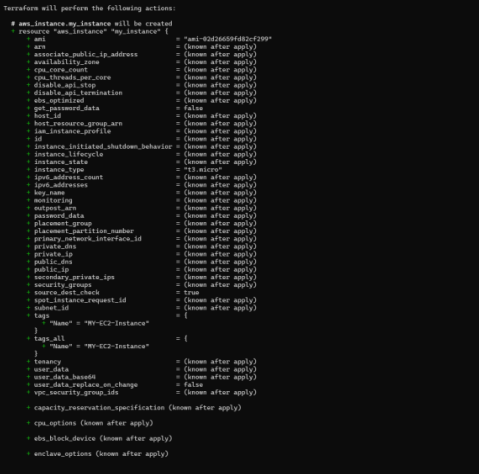 Terraform will perform the following actions:
# aws_instance.my_instance will be created
+ resource "aws_instance" "my_instance" {
+ ami = "ami-02d26659fd82cf299"
+ arn = (known after apply)
+ associate_public_ip_address = (known after apply)
+ availability_zone = (known after apply)
+ cpu_core_count = (known after apply)
+ cpu_threads_per_core = (known after apply)
+ disable_api_stop = (known after apply)
+ disable_api_termination = (known after apply)
+ ebs_optimized = (known after apply)
+ get_password_data = false
+ host_id = (known after apply)
+ host_resource_group_arn = (known after apply)
+ iam_instance_profile = (known after apply)
+ id = (known after apply)
+ instance_initiated_shutdown_behavior = (known after apply)
+ instance_lifecycle = (known after apply)
+ instance_state = (known after apply)
+ instance_type = "t3.micro"
+ ipv6_address_count = (known after apply)
+ ipv6_addresses = (known after apply)
+ key_name = (known after apply)
+ monitoring = (known after apply)
+ outpost_arn = (known after apply)
+ password_data = (known after apply)
+ placement_group = (known after apply)
+ placement_partition_number = (known after apply)
+ primary_network_interface_id = (known after apply)
+ private_dns = (known after apply)
+ private_ip = (known after apply)
+ public_dns = (known after apply)
+ public_ip = (known after apply)
+ secondary_private_ips = (known after apply)
+ security_groups = (known after apply)
+ source_dest_check = true
+ spot_instance_request_id = (known after apply)
+ subnet_id = (known after apply)
+ tags = {
+ "Name" = "MY-EC2-Instance"
}
+ tags_all = {
+ "Name" = "MY-EC2-Instance"
}
+ tenancy = (known after apply)
+ user_data = (known after apply)
+ user_data_base64 = (known after apply)
+ user_data_replace_on_change = false
+ vpc_security_group_ids = (known after apply)
+ capacity_reservation_specification (known after apply)
+ cpu_options (known after apply)
+ ebs_block_device (known after apply)
+ enclave_options (known after apply)